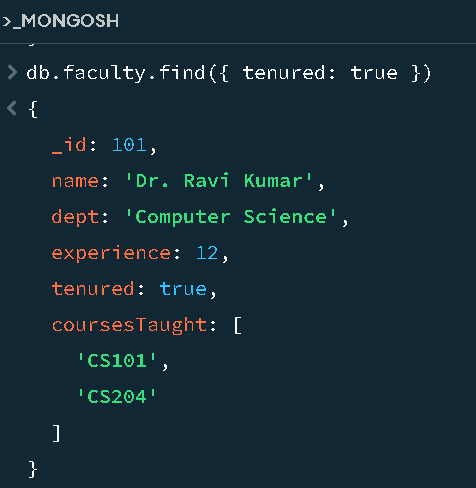 >_MONGOSH
> db.faculty.find({ tenured: true })
< {
_id: 101,
name: 'Dr. Ravi Kumar',
dept: 'Computer Science',
experience: 12,
tenured: true,
coursesTaught: [
'CS101',
'CS204'
]
}